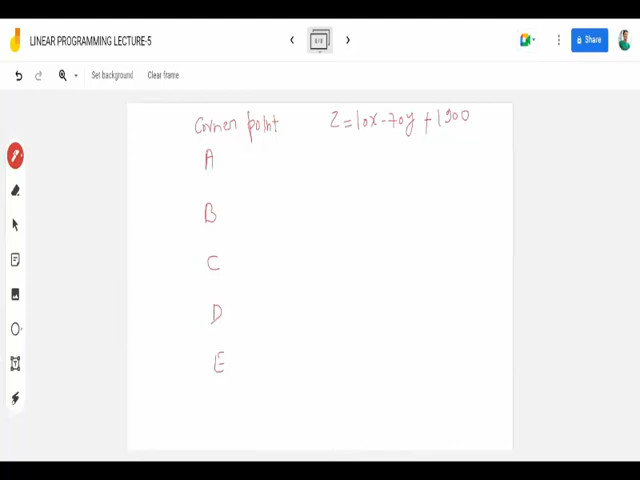 LINEAR PROGRAMMING LECTURE-5
Share
Set background
Clear frame
Corner point Z=10x-70y+1900
A
B
C
D
E